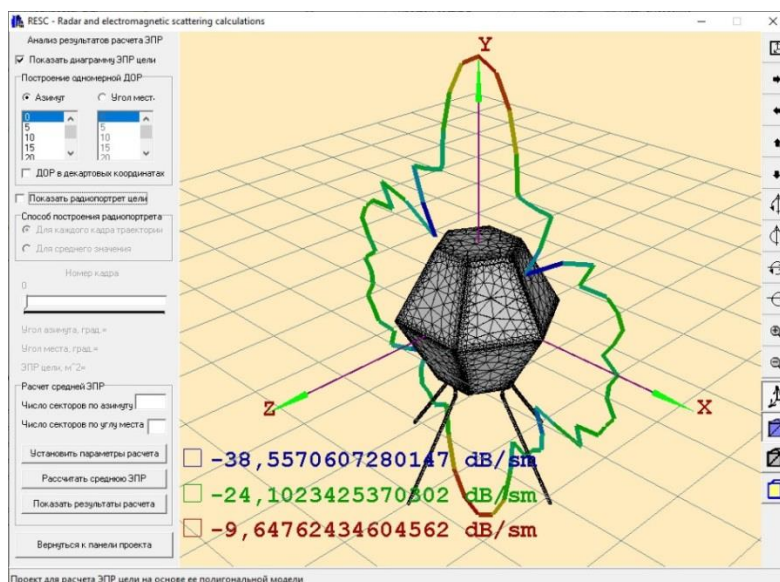 RESC - Radar and electromagnetic scattering calculations
Анализ результатов расчета ЭПР
Показать диаграмму ЭПР цели
Построение одномерной ДОР
Азимут
Угол мест.
0
5
10
15
20
5
10
15
20
ДОР в декартовых координатах
Показать радиопортрет цели
Способ построения радиопортрета
Для каждого кадра траектории
Для среднего значения
Номер кадра
0
Угол азимута, град.=
Угол места, град.=
ЭПР цели, м^2=
Расчет средней ЭПР
Число секторов по азимуту
Число секторов по углу места
Установить параметры расчета
Рассчитать среднюю ЭПР
Показать результаты расчета
Вернуться к панели проекта
Y
Z
X
-38,5570607280147 dB/sm
-24,1023425370302 dB/sm
-9,64762434604562 dB/sm
Проект для расчета ЭПР цели на основе ее полигональной модели